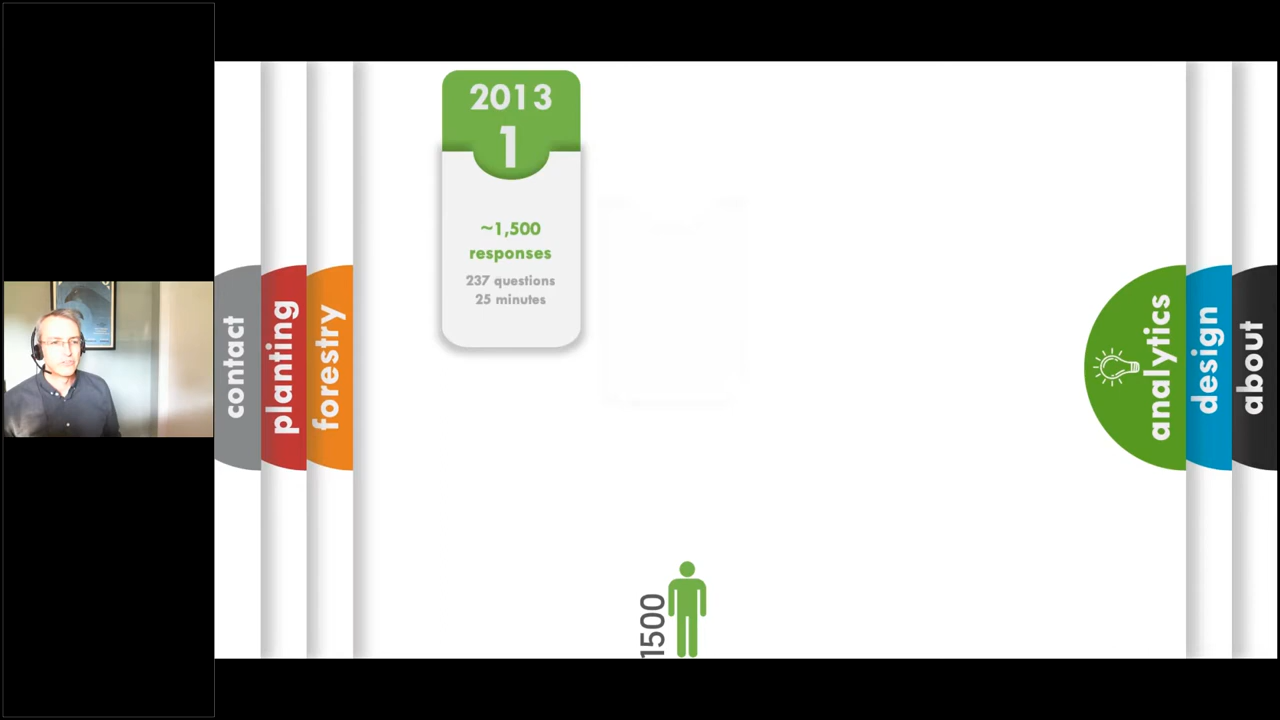 2013
1
~1,500
responses
237 questions
25 minutes
contact
planting
forestry
analytics
design
about
1500